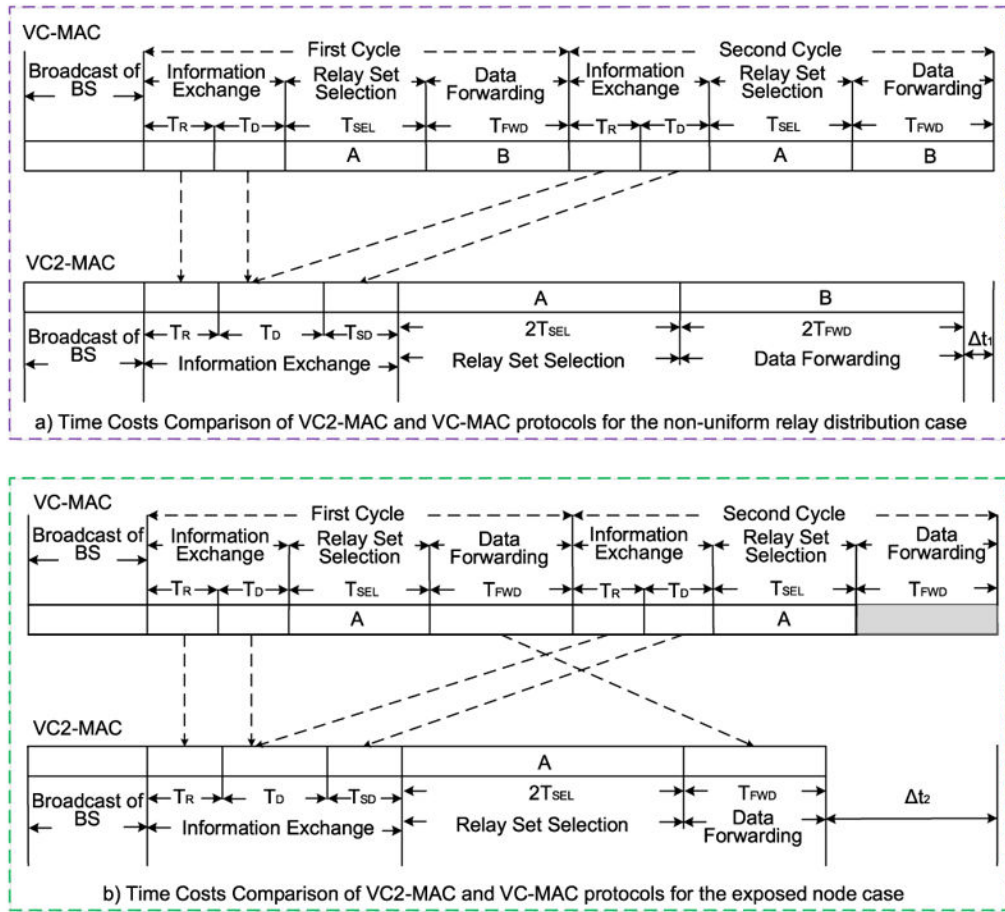 VC-MAC
First Cycle Second Cycle
Broadcast of BS Information Exchange Relay Set Selection Data Forwarding Information Exchange Relay Set Selection Data Forwarding
TR TD TSEL TFWD TR TD TSEL TFWD
A B A B
VC2-MAC
A B
Broadcast of BS TR TD TSD 2TSEL 2TFWD Δt1
Information Exchange Relay Set Selection Data Forwarding
a) Time Costs Comparison of VC2-MAC and VC-MAC protocols for the non-uniform relay distribution case
VC-MAC
First Cycle Second Cycle
Broadcast of BS Information Exchange Relay Set Selection Data Forwarding Information Exchange Relay Set Selection Data Forwarding
TR TD TSEL TFWD TR TD TSEL TFWD
A A
VC2-MAC
A
Broadcast of BS TR TD TSD 2TSEL TFWD Δt2
Information Exchange Relay Set Selection Data Forwarding
b) Time Costs Comparison of VC2-MAC and VC-MAC protocols for the exposed node case